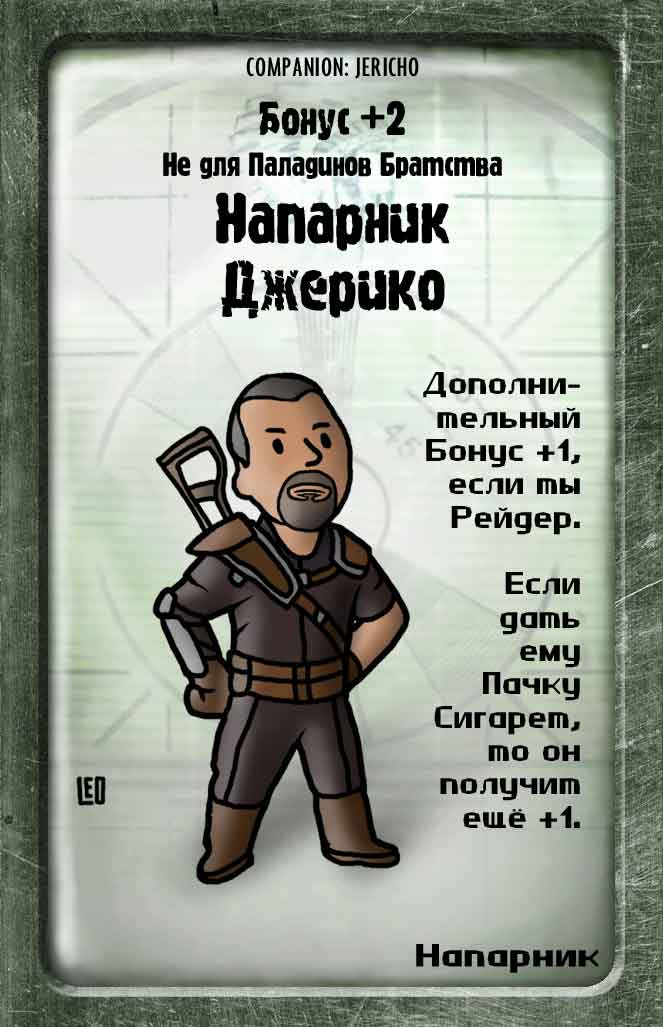 COMPANION: JERICHO
Бонус +2
Не для Паладинов Братства
Напарник
Джерико
Дополни-
тельный
Бонус +1,
если ты
Рейдер.
Если
дать
ему
Пачку
Сигарет,
то он
получит
ещё +1.
LEO
Напарник